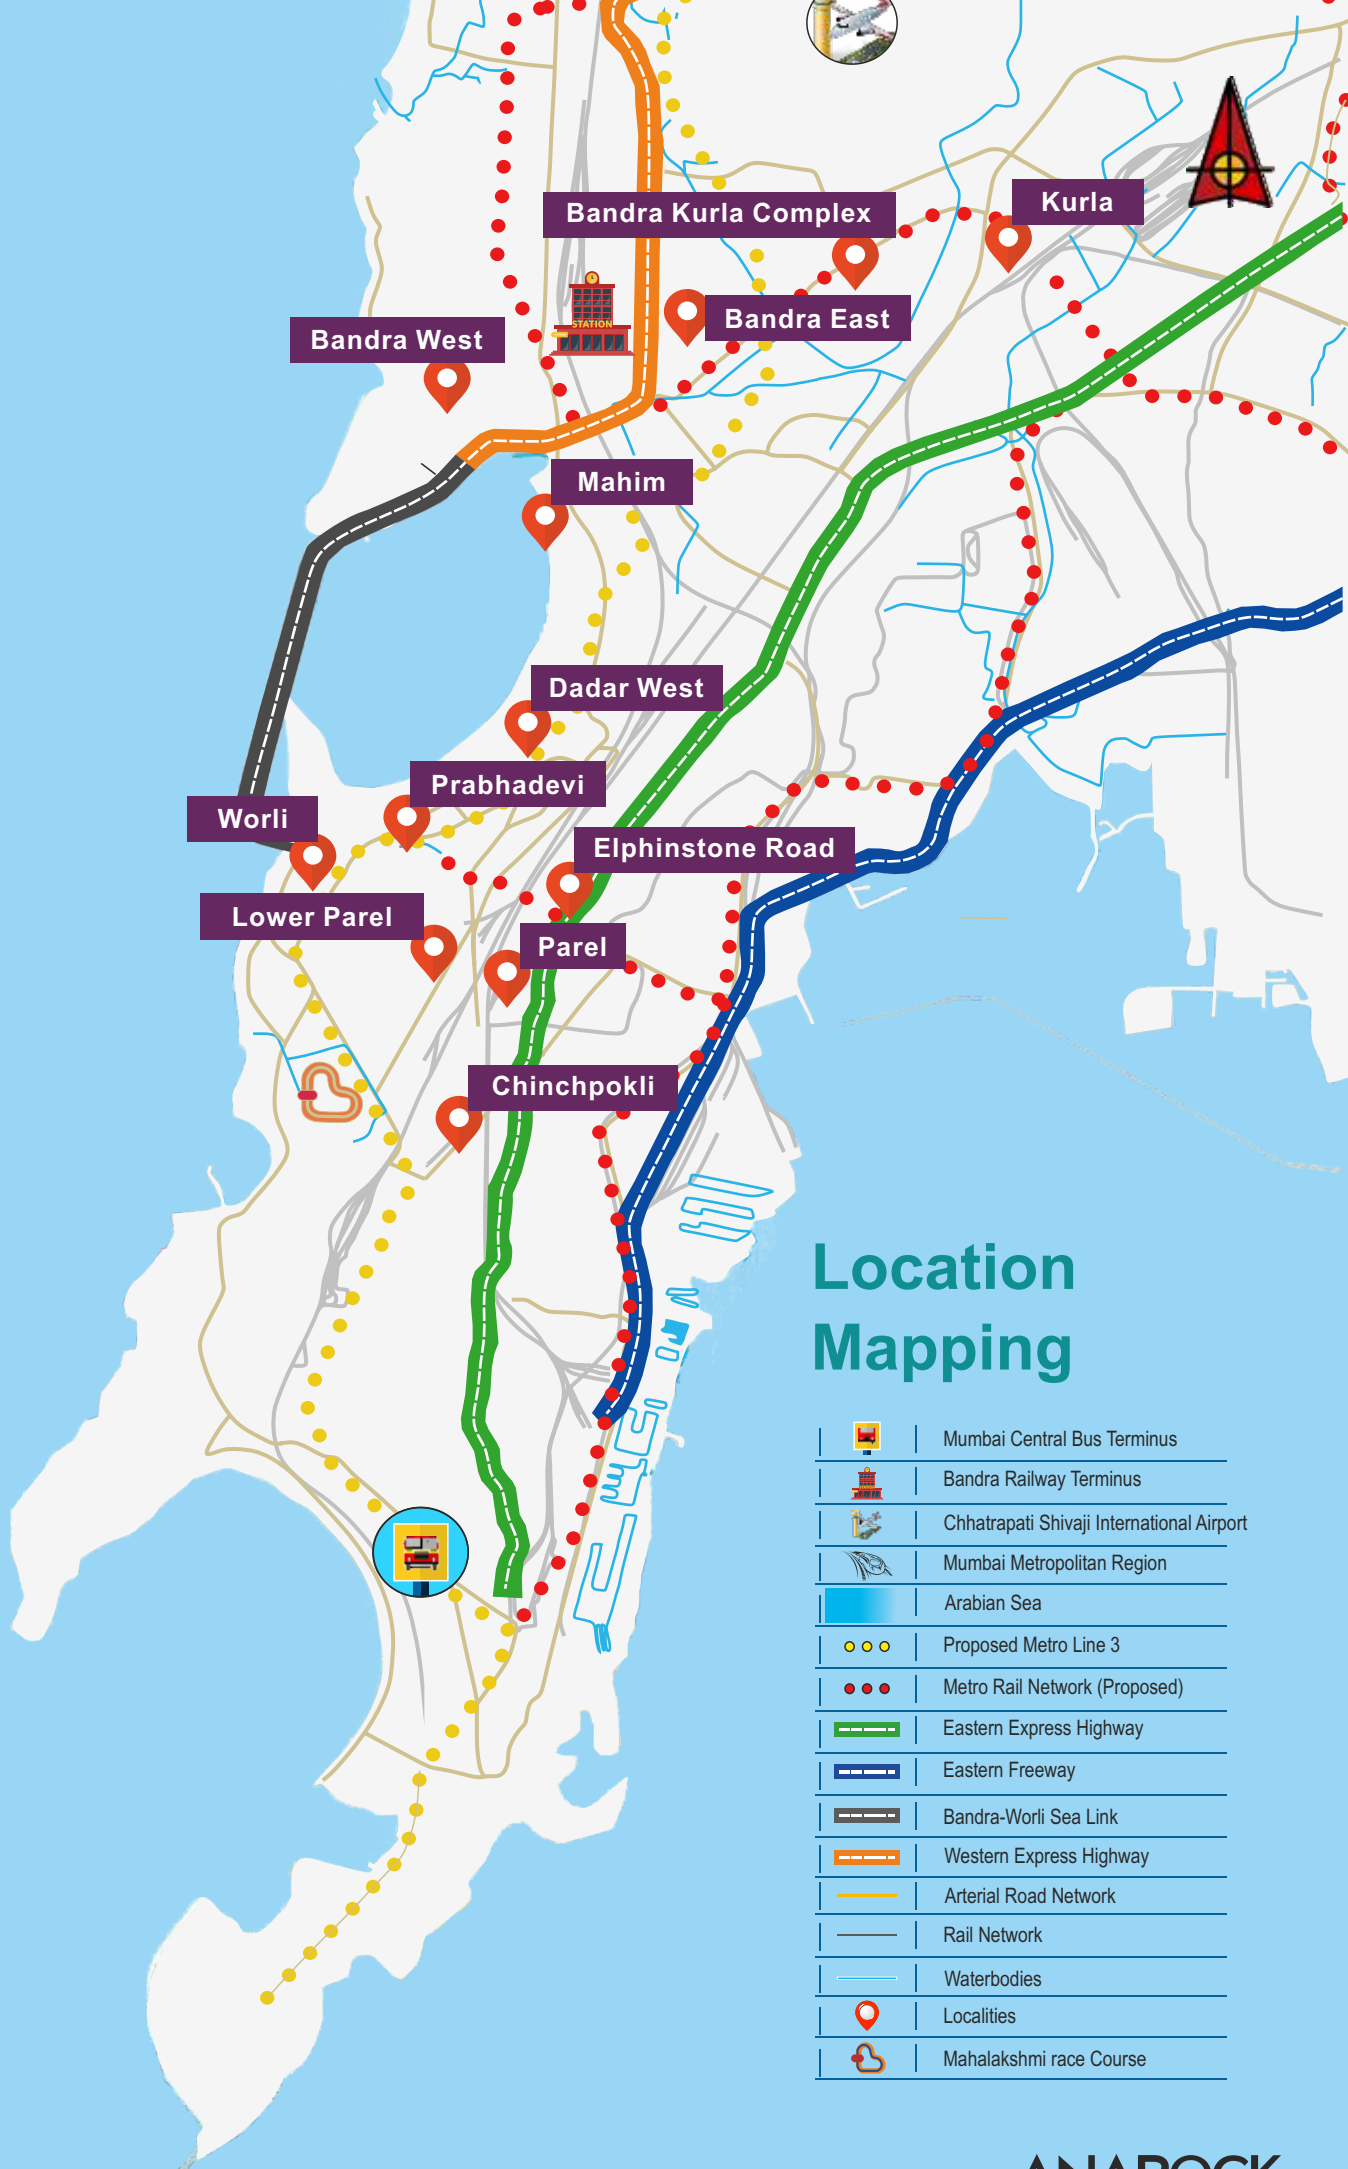 Bandra Kurla Complex
Kurla
STATION
Bandra East
Bandra West
Mahim
Dadar West
Prabhadevi
Worli
Elphinstone Road
Lower Parel
Parel
Chinchpokli
Location
Mapping
Mumbai Central Bus Terminus
Bandra Railway Terminus
Chhatrapati Shivaji International Airport
Mumbai Metropolitan Region
Arabian Sea
Proposed Metro Line 3
Metro Rail Network (Proposed)
Eastern Express Highway
Eastern Freeway
Bandra-Worli Sea Link
Western Express Highway
Arterial Road Network
Rail Network
Waterbodies
Localities
Mahalakshmi race Course
ANAROCK